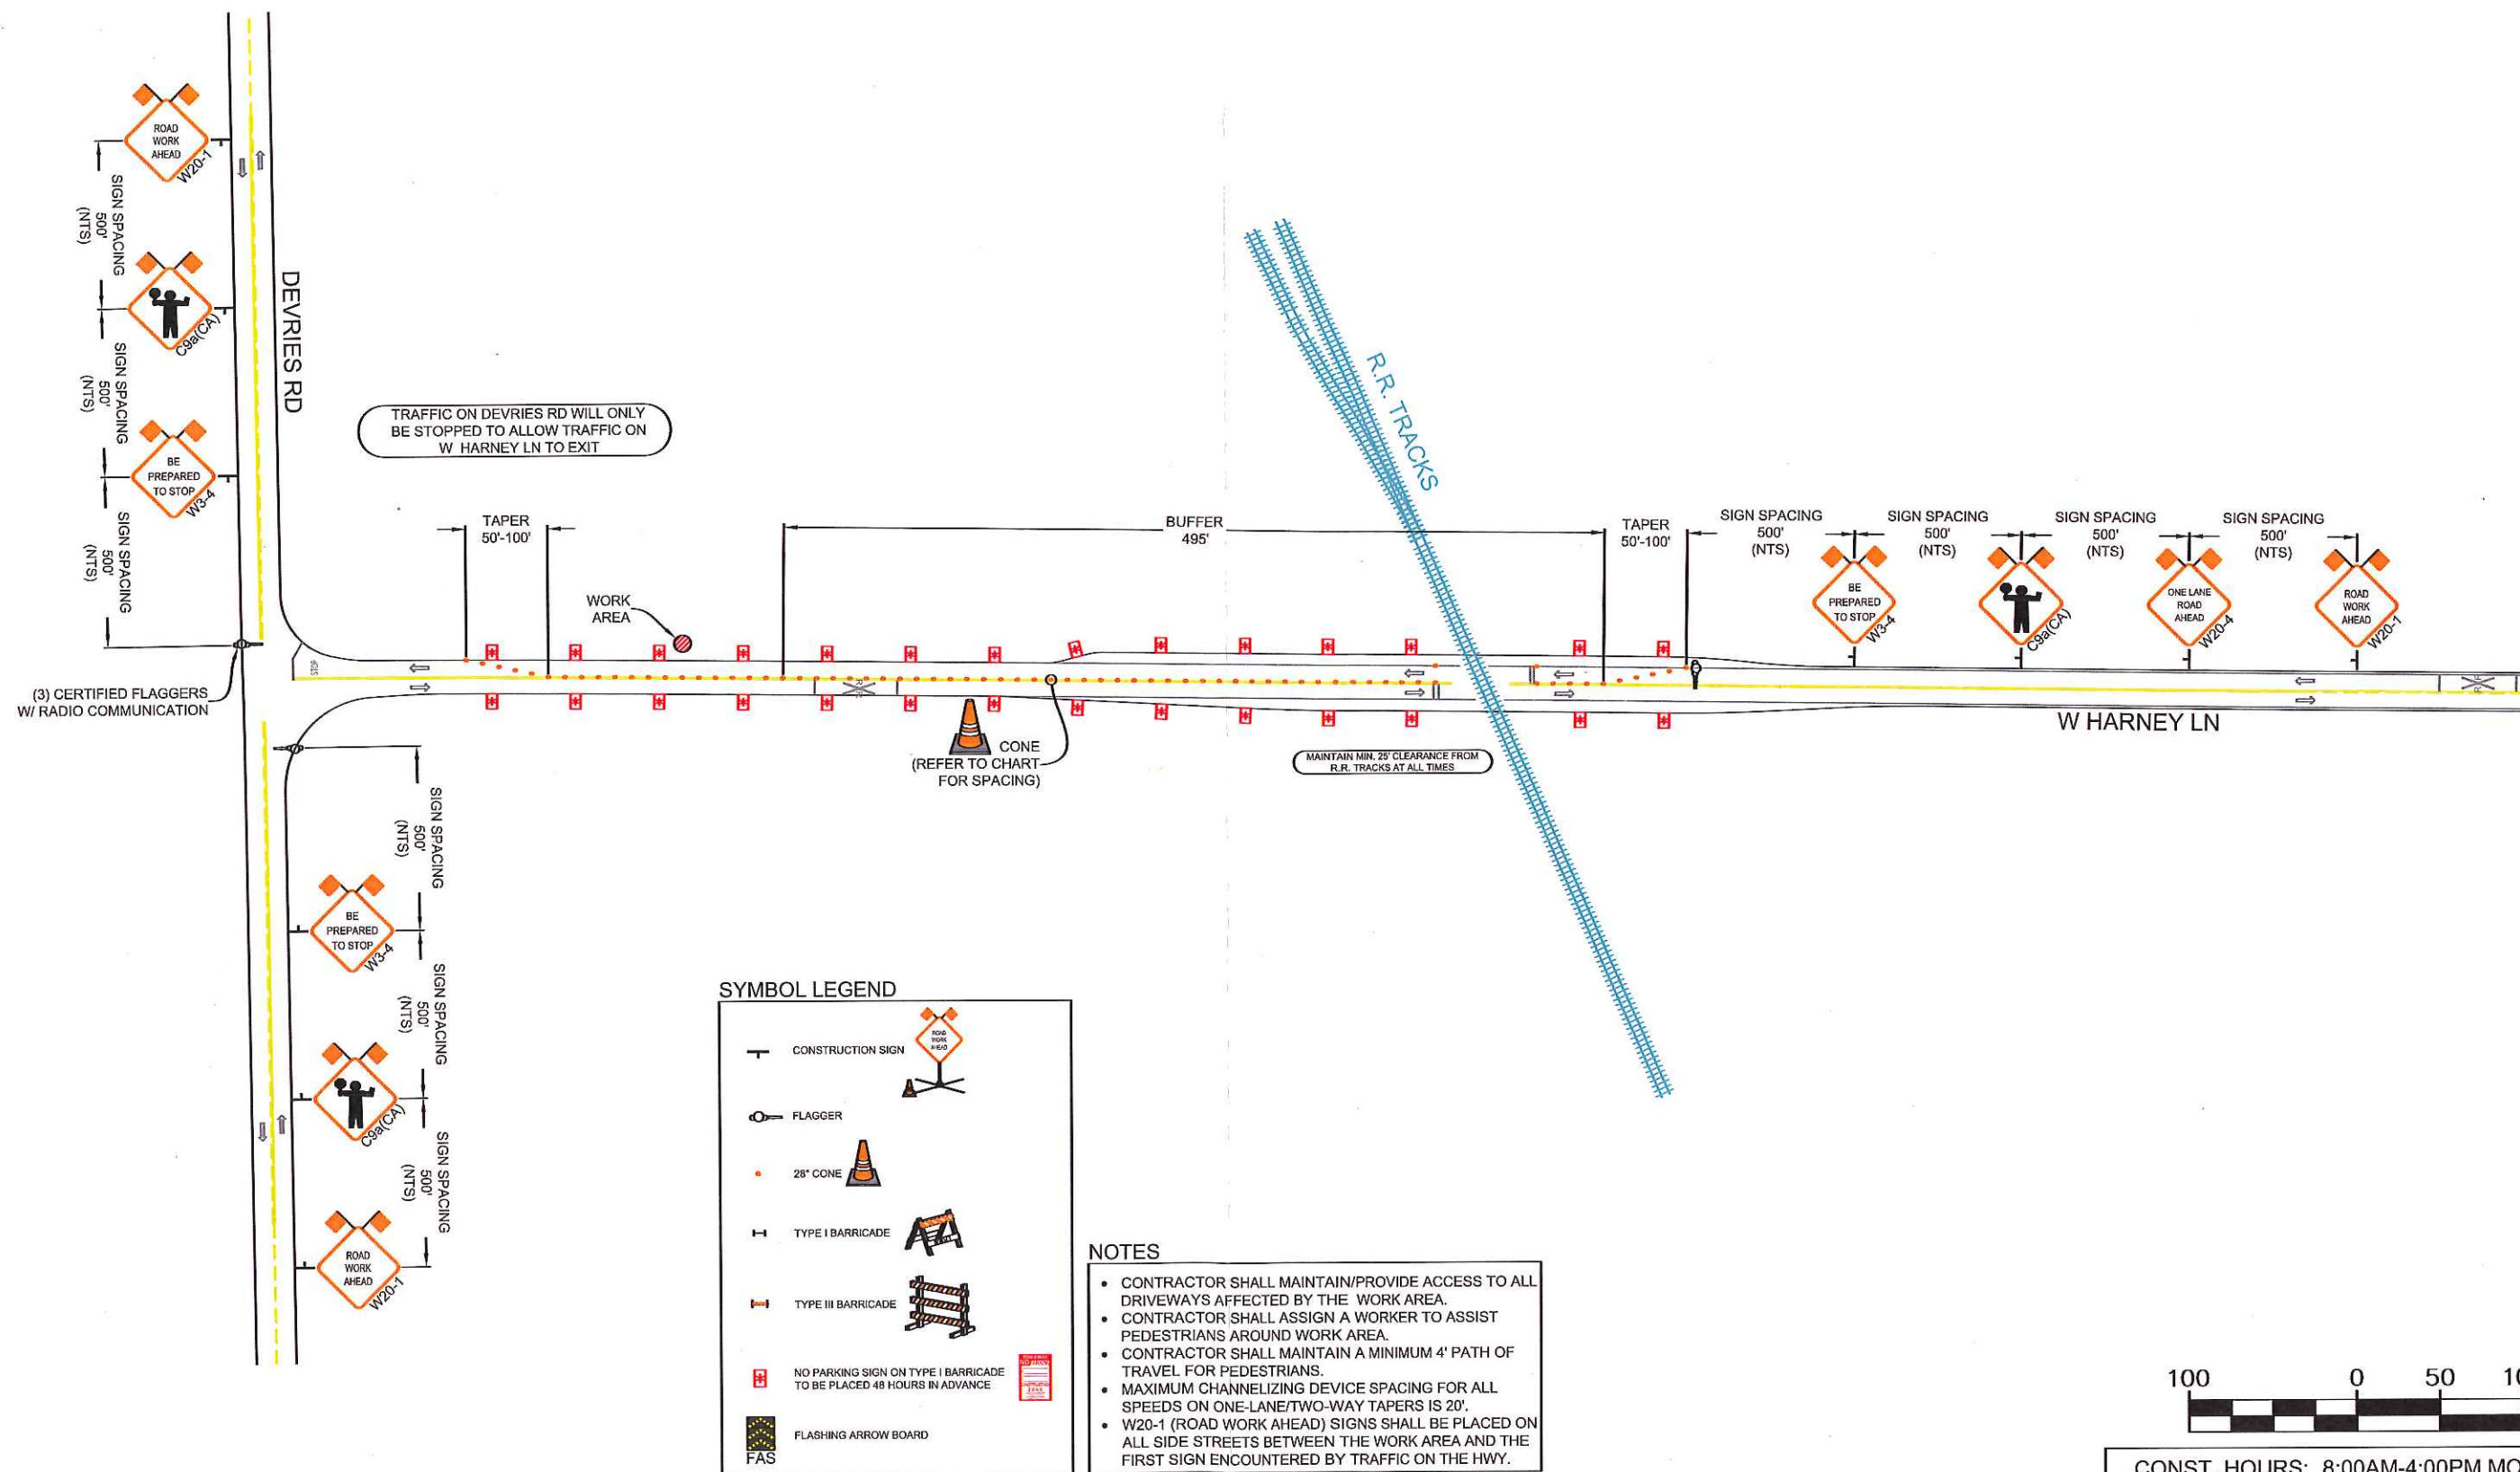 ROAD
WORK
AHEAD
W20-1
SIGN SPACING
500'
(NTS)
C9a(CA)
SIGN SPACING
500'
(NTS)
BE
PREPARED
TO STOP
W3-4
SIGN SPACING
500'
(NTS)
DEVRIES RD
(3) CERTIFIED FLAGGERS
W/ RADIO COMMUNICATION
TRAFFIC ON DEVRIES RD WILL ONLY
BE STOPPED TO ALLOW TRAFFIC ON
W HARNEY LN TO EXIT
TAPER
50'-100'
WORK
AREA
STOP
BUFFER
495'
R.R. TRACKS
TAPER
50'-100'
SIGN SPACING
500'
(NTS)
SIGN SPACING
500'
(NTS)
SIGN SPACING
500'
(NTS)
SIGN SPACING
500'
(NTS)
BE
PREPARED
TO STOP
W3-4
C9a(CA)
ONE LANE
ROAD
AHEAD
W20-4
ROAD
WORK
AHEAD
W20-1
R R
R R
W HARNEY LN
CONE
(REFER TO CHART
FOR SPACING)
MAINTAIN MIN. 25' CLEARANCE FROM
R.R. TRACKS AT ALL TIMES
SIGN SPACING
500'
(NTS)
BE
PREPARED
TO STOP
W3-4
SIGN SPACING
500'
(NTS)
C9a(CA)
SIGN SPACING
500'
(NTS)
ROAD
WORK
AHEAD
W20-1
SYMBOL LEGEND
CONSTRUCTION SIGN
ROAD
WORK
AHEAD
FLAGGER
28" CONE
TYPE I BARRICADE
TYPE III BARRICADE
NO PARKING SIGN ON TYPE I BARRICADE
TO BE PLACED 48 HOURS IN ADVANCE
FLASHING ARROW BOARD
FAS
NOTES
• CONTRACTOR SHALL MAINTAIN/PROVIDE ACCESS TO ALL
DRIVEWAYS AFFECTED BY THE WORK AREA.
• CONTRACTOR SHALL ASSIGN A WORKER TO ASSIST
PEDESTRIANS AROUND WORK AREA.
• CONTRACTOR SHALL MAINTAIN A MINIMUM 4' PATH OF
TRAVEL FOR PEDESTRIANS.
• MAXIMUM CHANNELIZING DEVICE SPACING FOR ALL
SPEEDS ON ONE-LANE/TWO-WAY TAPERS IS 20'.
• W20-1 (ROAD WORK AHEAD) SIGNS SHALL BE PLACED ON
ALL SIDE STREETS BETWEEN THE WORK AREA AND THE
FIRST SIGN ENCOUNTERED BY TRAFFIC ON THE HWY.
100 0 50
CONST. HOURS: 8:00AM-4:00PM